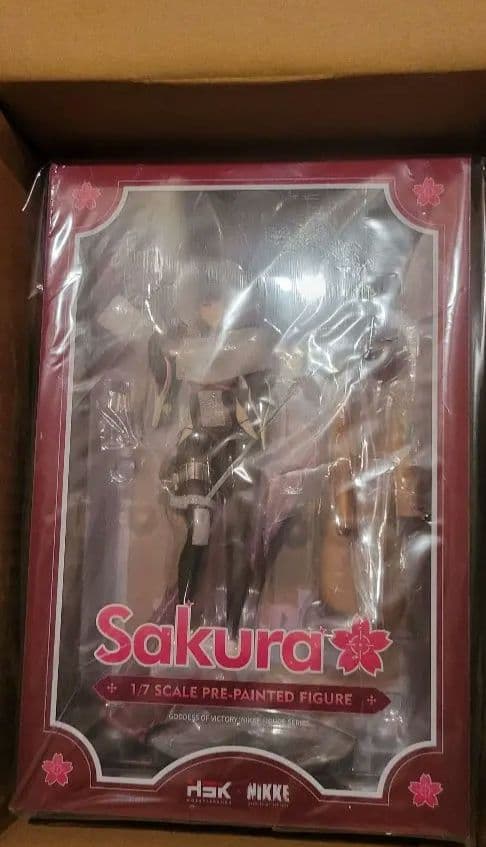 Sakura
1/7 SCALE PRE-PAINTED FIGURE
GODDESS OF VICTORY: NIKKE FIGURE SERIES
NIKKE